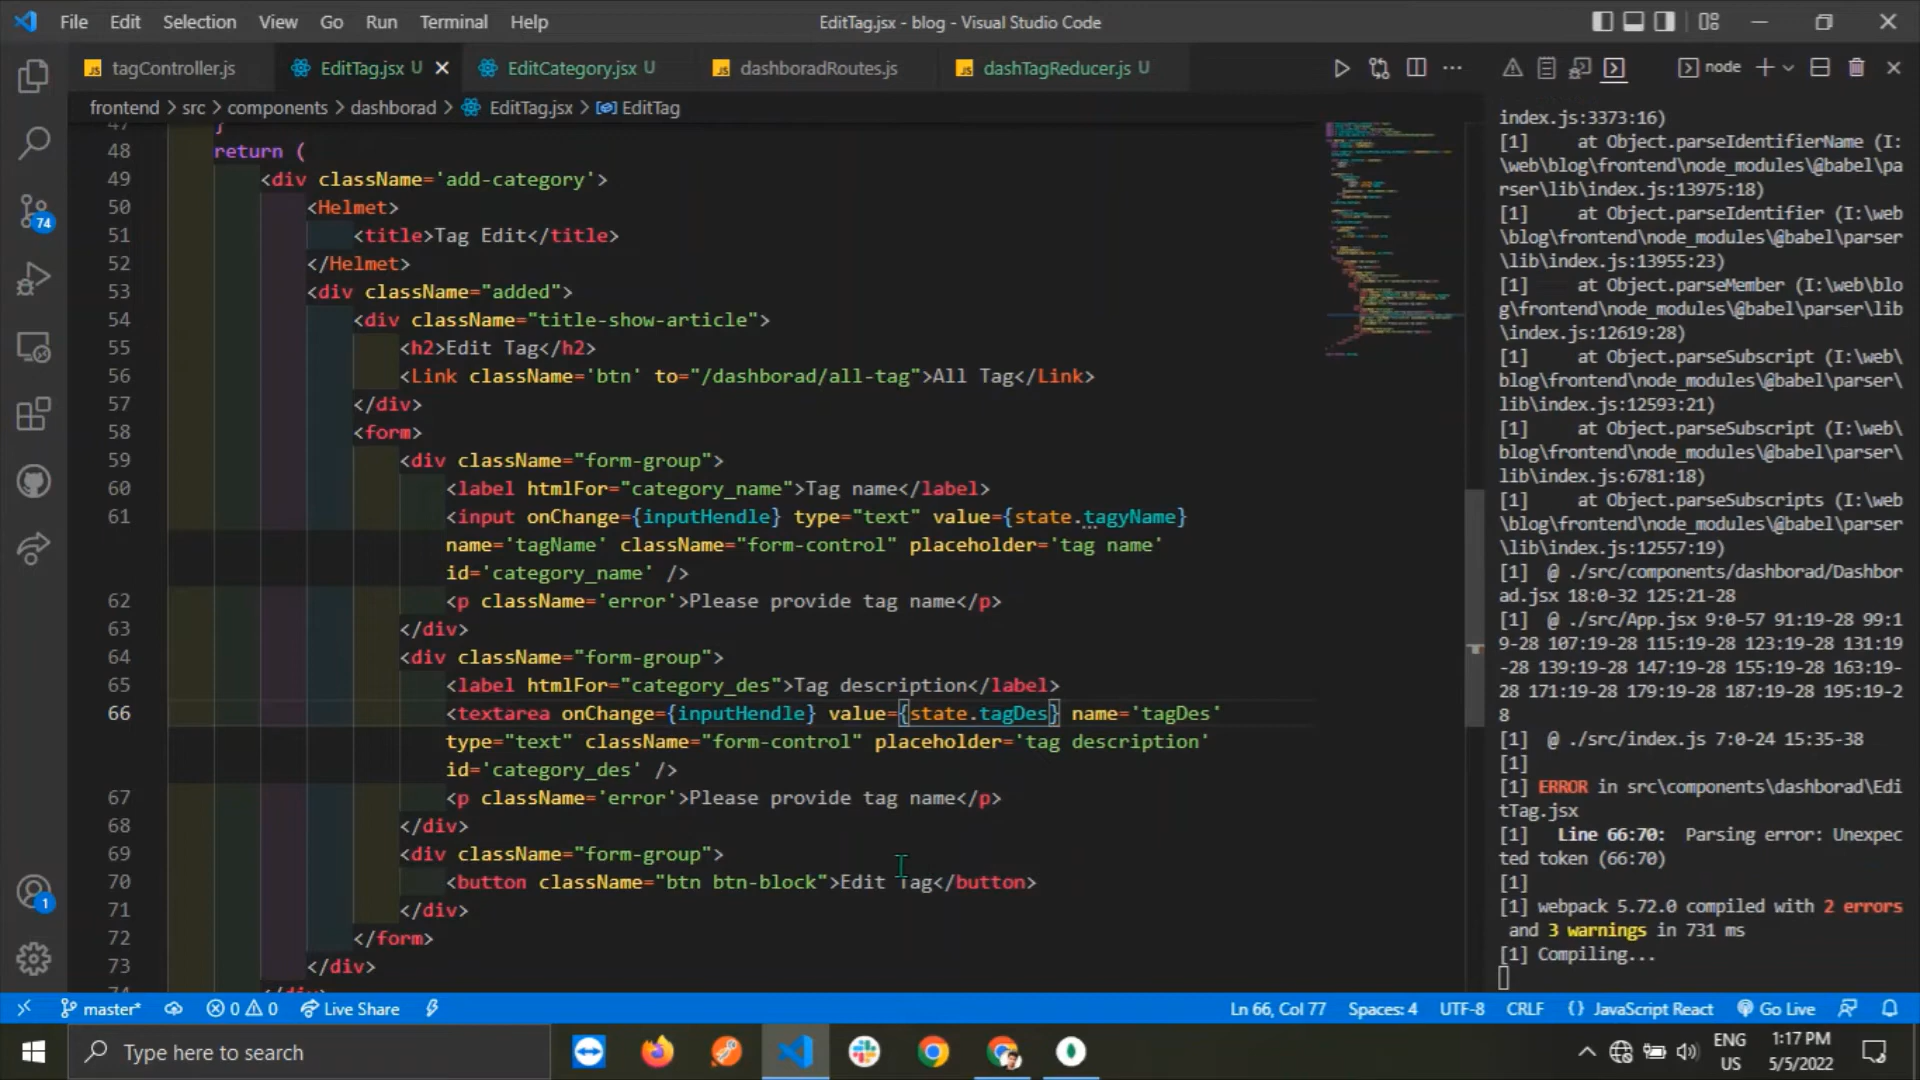 File Edit Selection View Go Run Terminal Help
EditTag.jsx - blog - Visual Studio Code
tagController.js
EditTag.jsx U
EditCategory.jsx U
dashboradRoutes.js
dashTagReducer.js U
node
frontend > src > components > dashborad > EditTag.jsx > EditTag
47 }
48 return (
49 <div className='add-category'>
50 <Helmet>
51 <title>Tag Edit</title>
52 </Helmet>
53 <div className="added">
54 <div className="title-show-article">
55 <h2>Edit Tag</h2>
56 <Link className='btn' to="/dashborad/all-tag">All Tag</Link>
57 </div>
58 <form>
59 <div className="form-group">
60 <label htmlFor="category_name">Tag name</label>
61 <input onChange={inputHendle} type="text" value={state.tagyName}
name='tagName' className="form-control" placeholder='tag name'
id='category_name' />
62 <p className='error'>Please provide tag name</p>
63 </div>
64 <div className="form-group">
65 <label htmlFor="category_des">Tag description</label>
66 <textarea onChange={inputHendle} value={state.tagDes} name='tagDes'
type="text" className="form-control" placeholder='tag description'
id='category_des' />
67 <p className='error'>Please provide tag name</p>
68 </div>
69 <div className="form-group">
70 <button className="btn btn-block">Edit Tag</button>
71 </div>
72 </form>
73 </div>
74 </div>
index.js:3373:16)
[1] at Object.parseIdentifierName (I:
\web\blog\frontend\node_modules\@babel\pa
rser\lib\index.js:13975:18)
[1] at Object.parseIdentifier (I:\web
\blog\frontend\node_modules\@babel\parser
\lib\index.js:13955:23)
[1] at Object.parseMember (I:\web\blo
g\frontend\node_modules\@babel\parser\lib
\index.js:12619:28)
[1] at Object.parseSubscript (I:\web\
blog\frontend\node_modules\@babel\parser\
lib\index.js:12593:21)
[1] at Object.parseSubscript (I:\web\
blog\frontend\node_modules\@babel\parser\
lib\index.js:6781:18)
[1] at Object.parseSubscripts (I:\web
\blog\frontend\node_modules\@babel\parser
\lib\index.js:12557:19)
[1] @ ./src/components/dashborad/Dashbor
ad.jsx 18:0-32 125:21-28
[1] @ ./src/App.jsx 9:0-57 91:19-28 99:1
9-28 107:19-28 115:19-28 123:19-28 131:19
-28 139:19-28 147:19-28 155:19-28 163:19-
28 171:19-28 179:19-28 187:19-28 195:19-2
8
[1] @ ./src/index.js 7:0-24 15:35-38
[1]
[1] ERROR in src\components\dashborad\Edi
tTag.jsx
[1] Line 66:70: Parsing error: Unexpec
ted token (66:70)
[1]
[1] webpack 5.72.0 compiled with 2 errors
and 3 warnings in 731 ms
[1] Compiling...
74
1
master* 0 0 Live Share
Ln 66, Col 77 Spaces: 4 UTF-8 CRLF {} JavaScript React Go Live
Type here to search
ENG
US
1:17 PM
5/5/2022